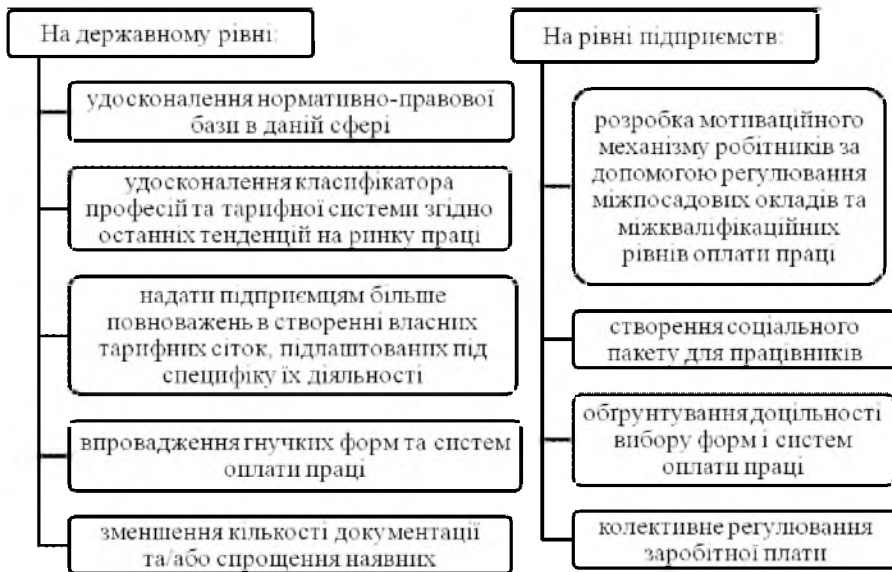 На державному рівні:
удосконалення нормативно-правової
бази в даній сфері
удосконалення класифікатора
професій та тарифної системи згідно
останніх тенденцій на ринку праці
надати підприємцям більше
повноважень в створенні власних
тарифних сіток, підлаштованих під
специфіку їх діяльності
впровадження гнучких форм та систем
оплати праці
зменшення кількості документації
та/або спрощення наявних
На рівні підприємств:
розробка мотиваційного
механізму робітників за
допомогою регулювання
міжпосадових окладів та
міжкваліфікаційних
рівнів оплати праці
створення соціального
пакету для працівників
обґрунтування доцільності
вибору форм і систем
оплати праці
колективне регулювання
заробітної плати